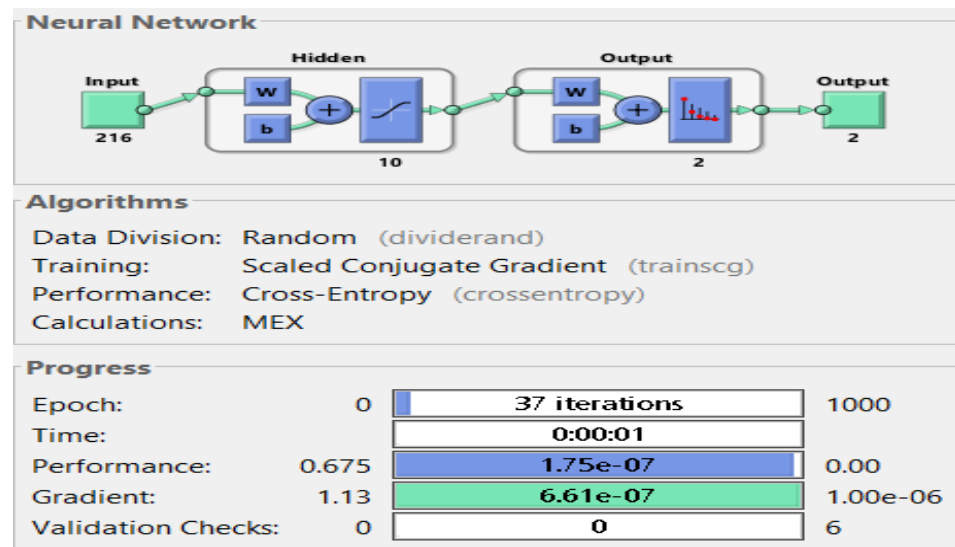 Neural Network
Hidden
Output
Input
Output
W
W
b
b
+
+
216
10
2
2
Algorithms
Data Division: Random (dividerand)
Training: Scaled Conjugate Gradient (trainscg)
Performance: Cross-Entropy (crossentropy)
Calculations: MEX
Progress
Epoch: 0 37 iterations 1000
Time: 0:00:01
Performance: 0.675 1.75e-07 0.00
Gradient: 1.13 6.61e-07 1.00e-06
Validation Checks: 0 0 6